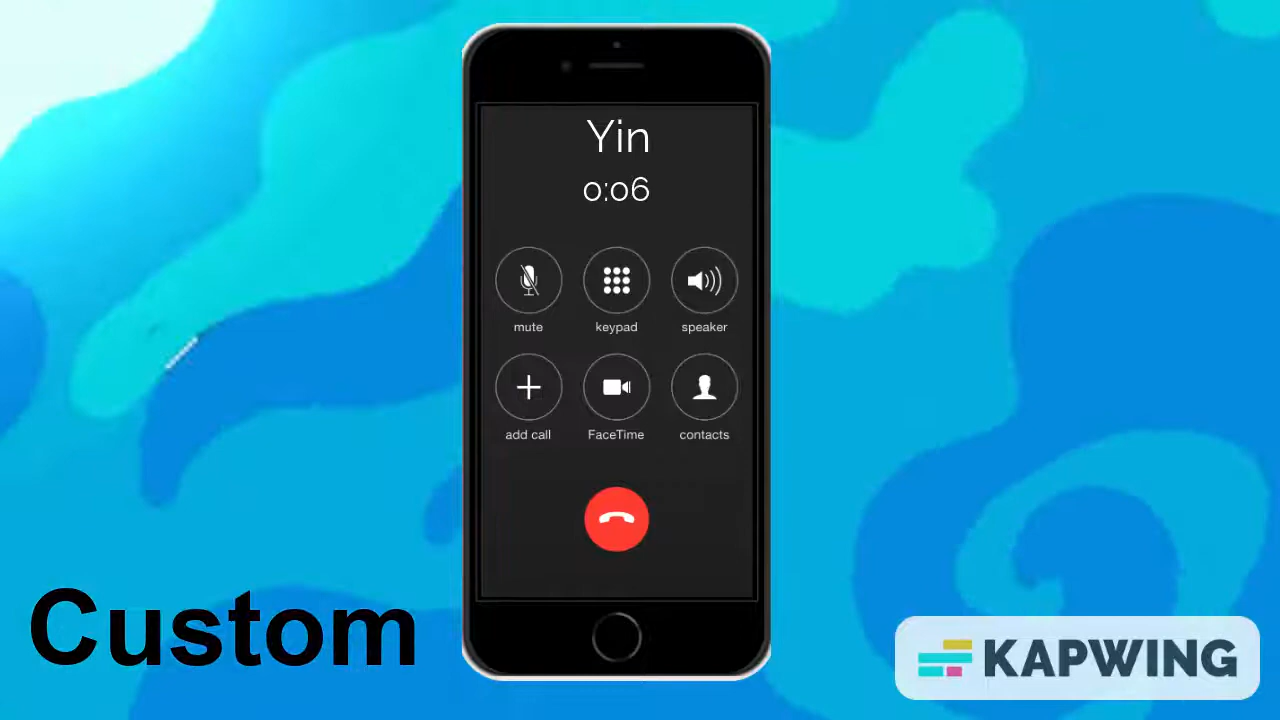 Yin
0:06
mute keypad speaker
add call FaceTime contacts
Custom
KAPWING